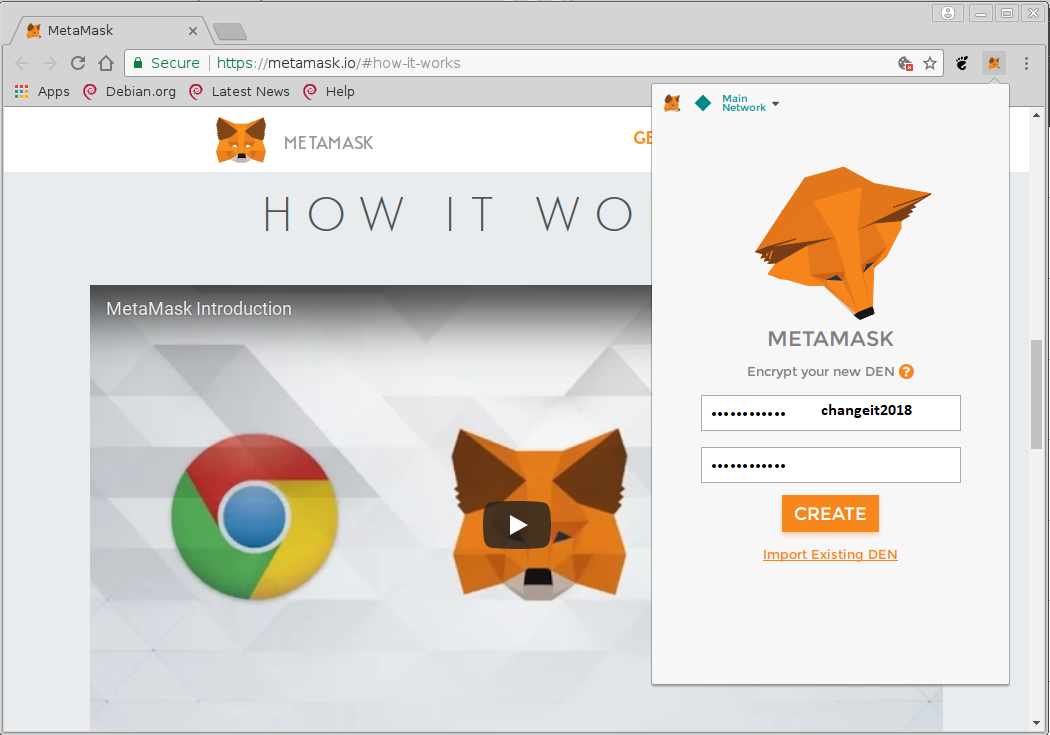 MetaMask
Secure https://metamask.io/#how-it-works
Apps Debian.org Latest News Help
METAMASK GE
HOW IT WO
MetaMask Introduction
Main
Network
METAMASK
Encrypt your new DEN ?
•••••••••••• changeit2018
••••••••••••
CREATE
Import Existing DEN